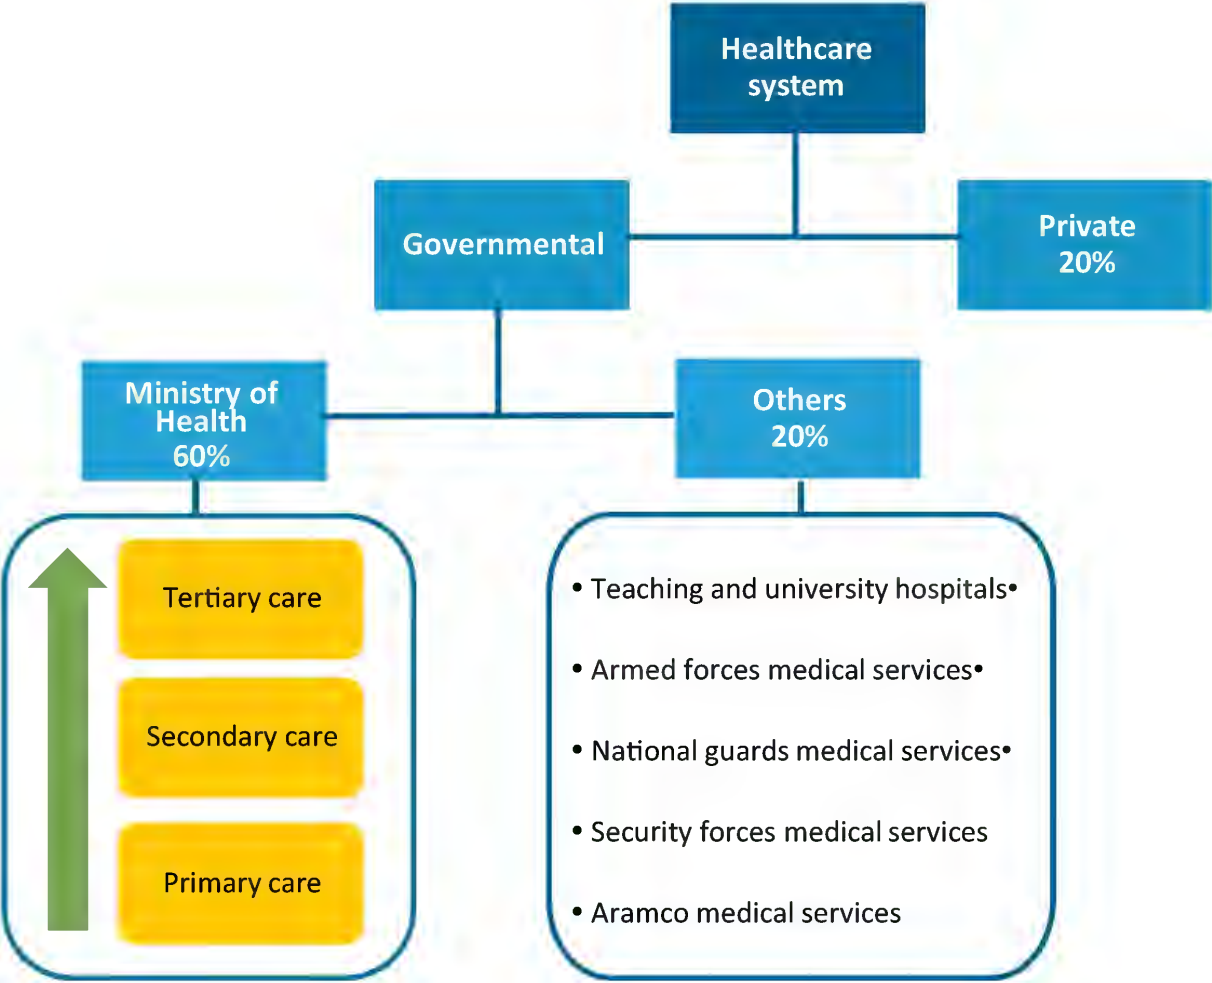 Healthcare
system
Governmental
Private
20%
Ministry of
Health
60%
Others
20%
Tertiary care
Secondary care
Primary care
• Teaching and university hospitals•
• Armed forces medical services•
• National guards medical services•
• Security forces medical services
• Aramco medical services